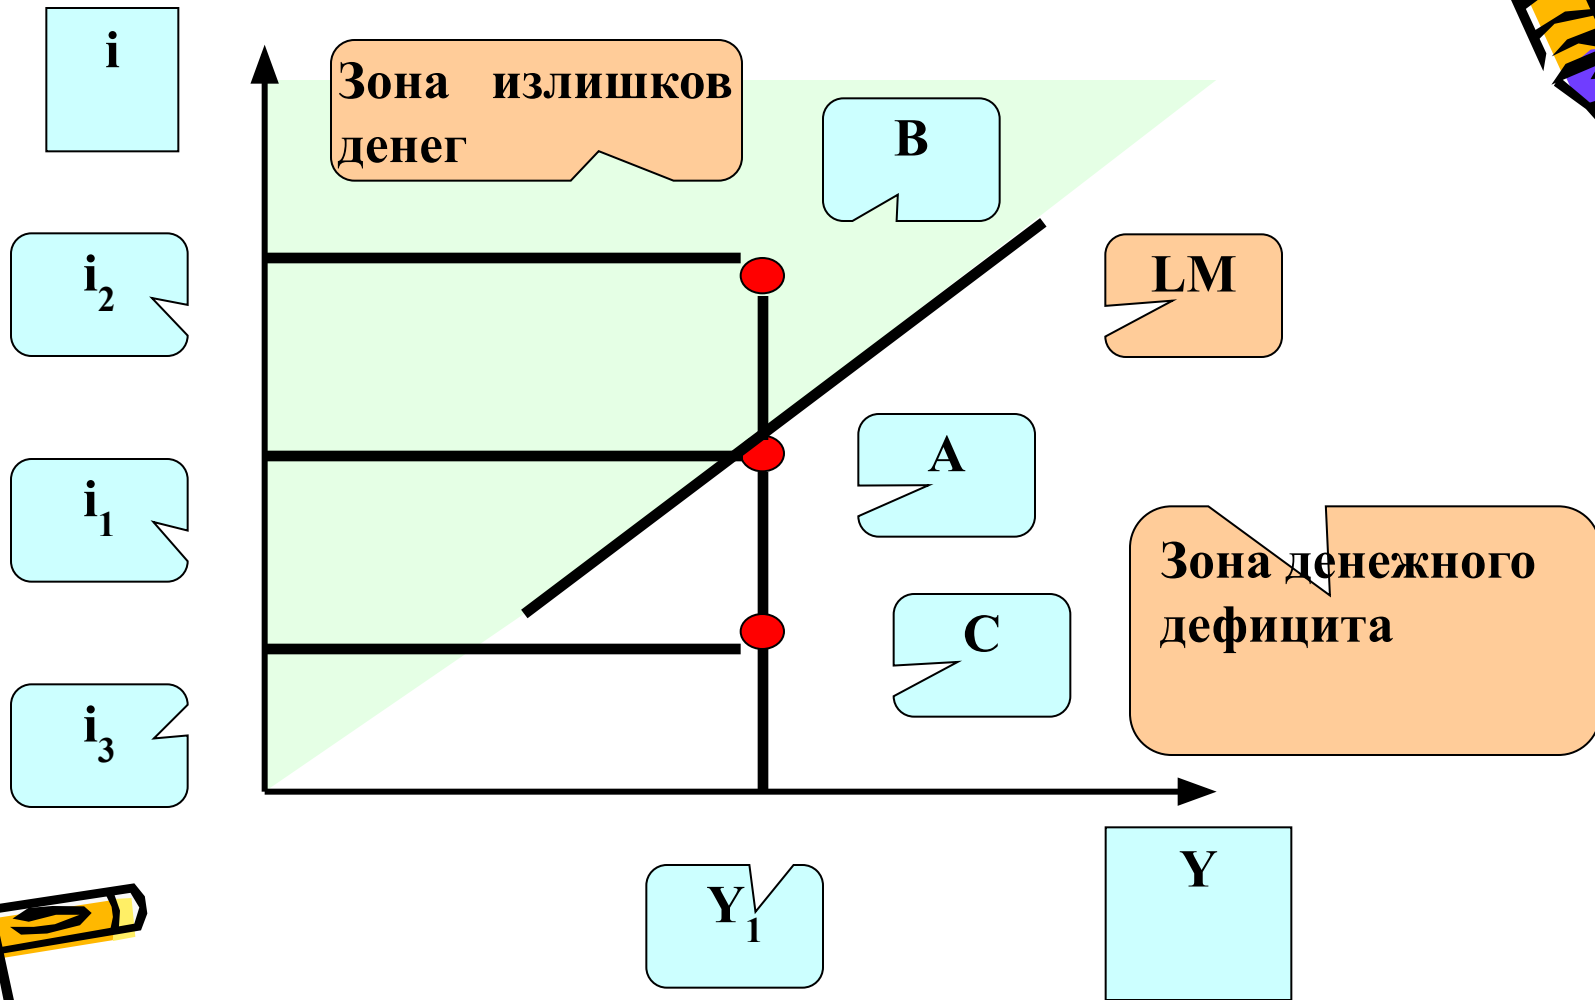 i
Зона излишков
денег
B
i2
LM
i1
A
Зона денежного
дефицита
C
i3
Y1
Y